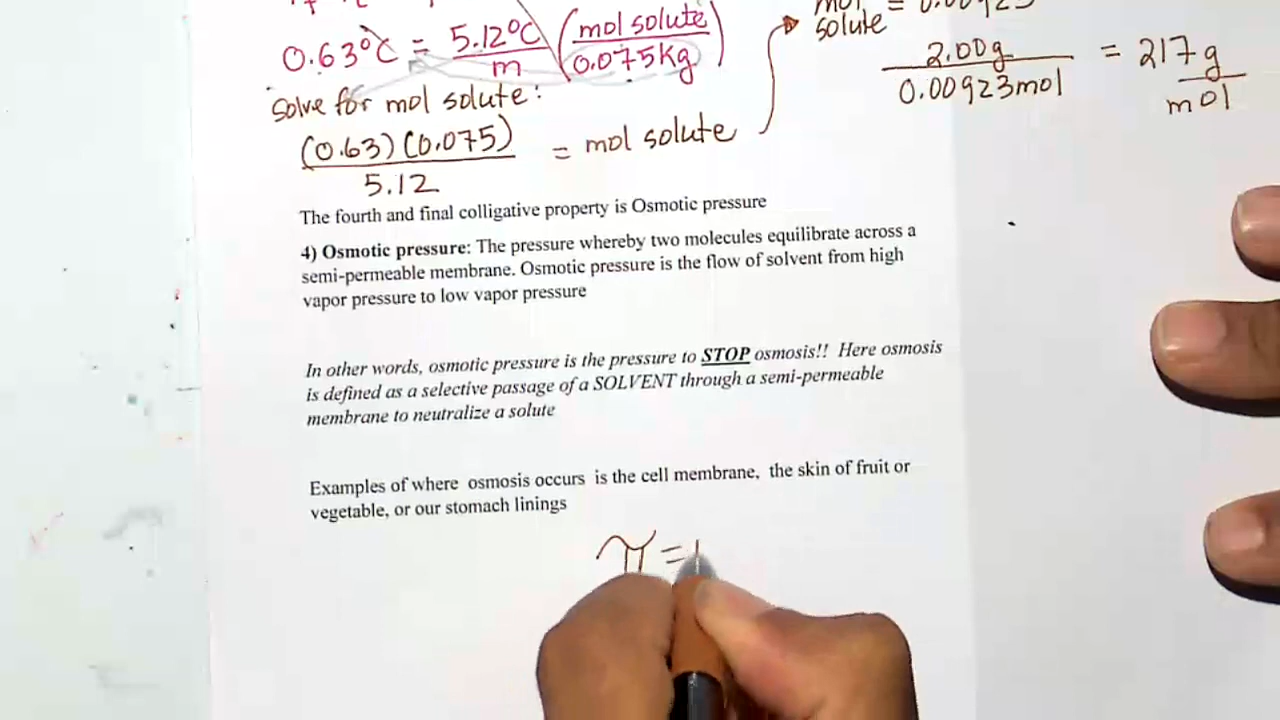 0.63°C = 5.12°C/m (mol solute/0.075Kg)
solute = 0.00923
2.00g/0.00923mol = 217g/mol
Solve for mol solute:
(0.63)(0.075)/5.12 = mol solute
The fourth and final colligative property is Osmotic pressure
4) Osmotic pressure: The pressure whereby two molecules equilibrate across a
semi-permeable membrane. Osmotic pressure is the flow of solvent from high
vapor pressure to low vapor pressure
In other words, osmotic pressure is the pressure to STOP osmosis!! Here osmosis
is defined as a selective passage of a SOLVENT through a semi-permeable
membrane to neutralize a solute
Examples of where osmosis occurs is the cell membrane, the skin of fruit or
vegetable, or our stomach linings
π =